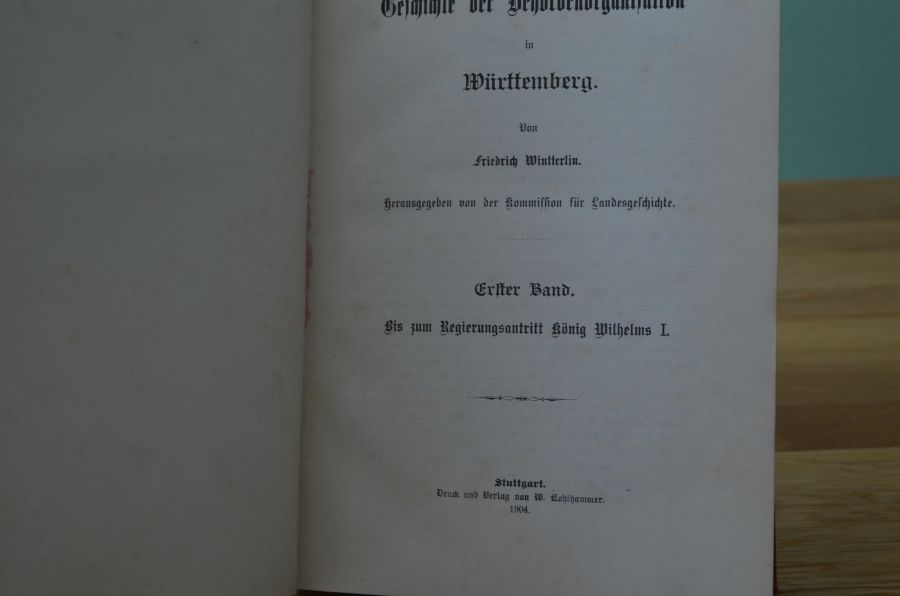 Geschichte der Behördenorganisation
in
Württemberg.
Von
Friedrich Wintterlin.
Herausgegeben von der Kommission für Landesgeschichte.
Erster Band.
Bis zum Regierungsantritt König Wilhelms I.
Stuttgart.
Druck und Verlag von W. Kohlhammer.
1904.